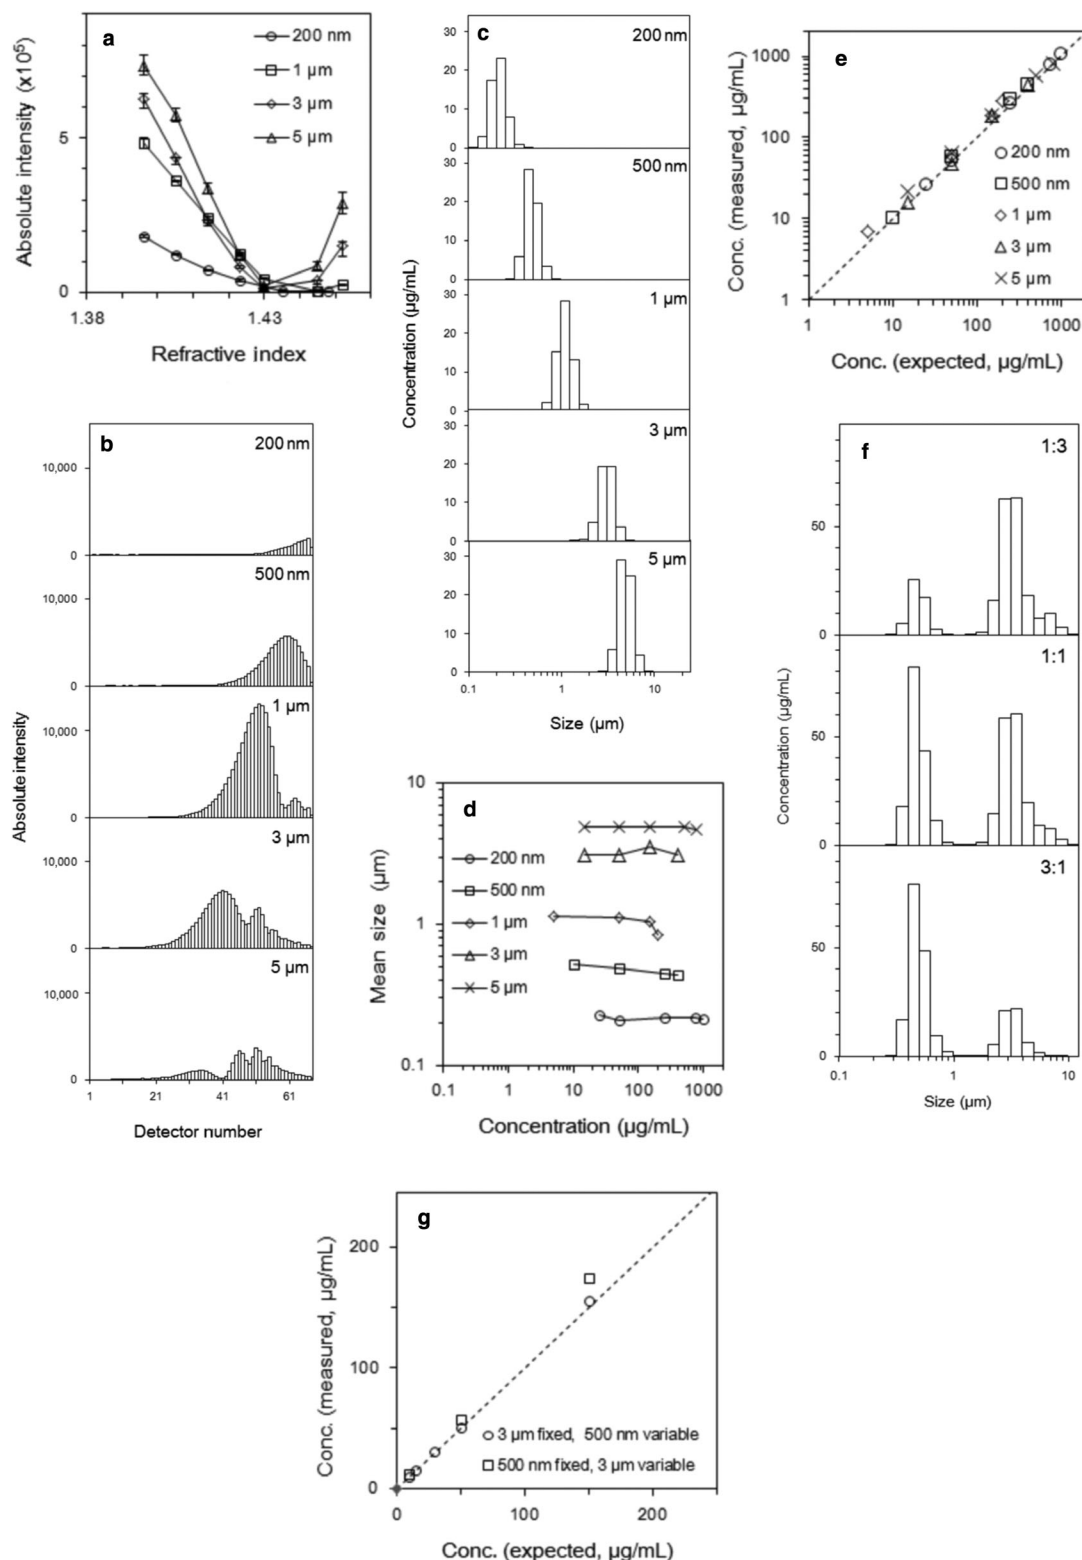 a
200 nm
1 µm
3 µm
5 µm
Absolute intensity (x10⁵)
5
0
1.38
1.43
Refractive index
b
200 nm
10,000
0
500 nm
10,000
0
1 µm
10,000
0
3 µm
10,000
0
5 µm
10,000
0
1
21
41
61
Absolute intensity
Detector number
c
200 nm
30
20
10
0
500 nm
30
20
10
0
1 µm
30
20
10
0
3 µm
30
20
10
0
5 µm
30
20
10
0
0.1
1
10
Concentration (µg/mL)
Size (µm)
d
10
1
0.1
200 nm
500 nm
1 µm
3 µm
5 µm
Mean size (µm)
0.1
1
10
100
1000
Concentration (µg/mL)
e
1000
100
10
1
200 nm
500 nm
1 µm
3 µm
5 µm
Conc. (measured, µg/mL)
1
10
100
1000
Conc. (expected, µg/mL)
f
1:3
50
0
1:1
50
0
3:1
50
0
Concentration (µg/mL)
0.1
1
10
Size (µm)
g
200
100
0
3 µm fixed, 500 nm variable
500 nm fixed, 3 µm variable
Conc. (measured, µg/mL)
0
100
200
Conc. (expected, µg/mL)